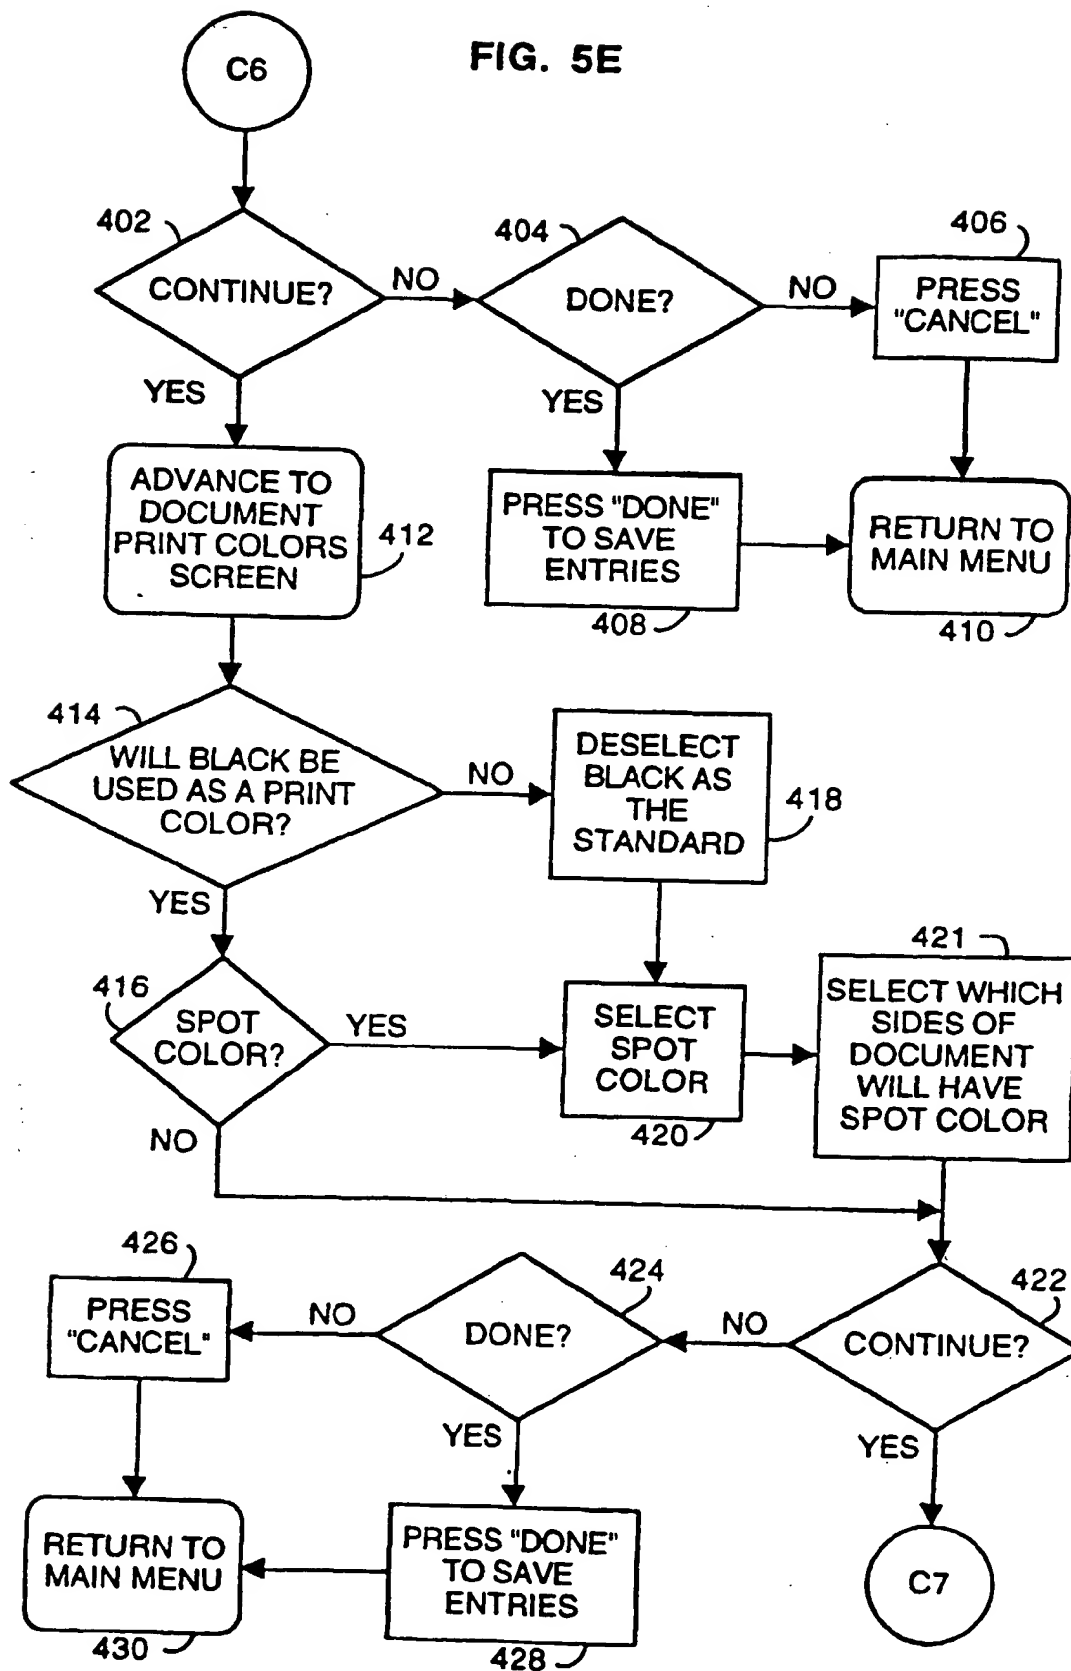 FIG. 5E
C6
402
CONTINUE?
NO
YES
404
DONE?
NO
YES
406
PRESS
"CANCEL"
ADVANCE TO
DOCUMENT
PRINT COLORS
SCREEN
412
PRESS "DONE"
TO SAVE
ENTRIES
408
RETURN TO
MAIN MENU
410
414
WILL BLACK BE
USED AS A PRINT
COLOR?
NO
YES
DESELECT
BLACK AS
THE
STANDARD
418
416
SPOT
COLOR?
YES
NO
SELECT
SPOT
COLOR
420
421
SELECT WHICH
SIDES OF
DOCUMENT
WILL HAVE
SPOT COLOR
426
PRESS
"CANCEL"
NO
424
DONE?
YES
NO
422
CONTINUE?
YES
RETURN TO
MAIN MENU
430
PRESS "DONE"
TO SAVE
ENTRIES
428
C7